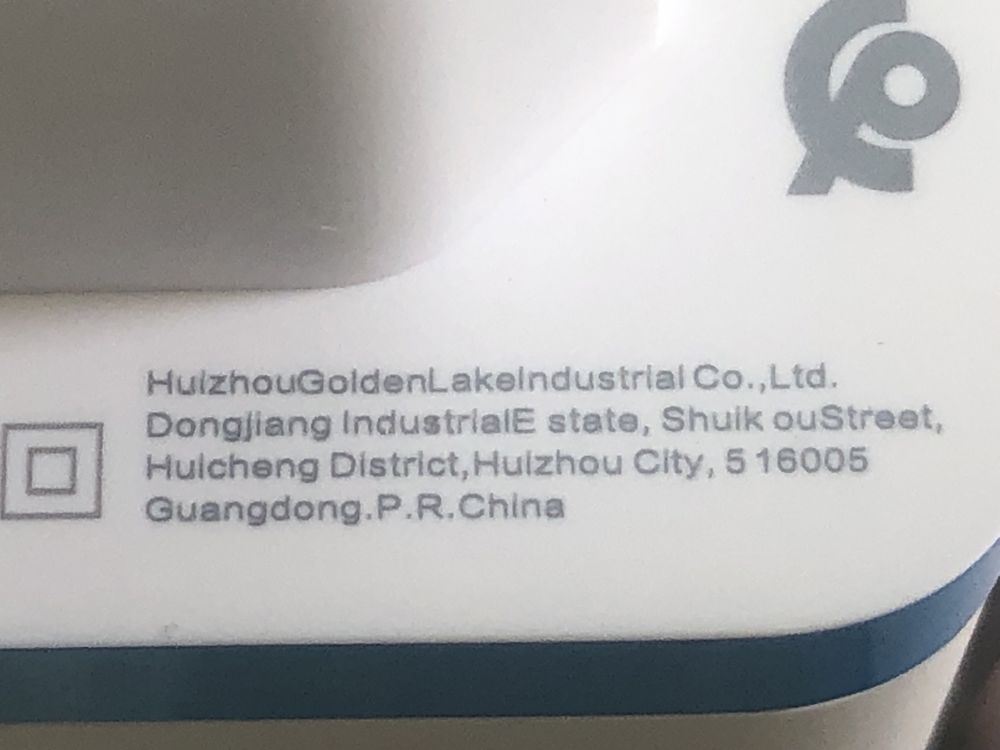 HuizhouGoldenLakeIndustrial Co.,Ltd.
Dongjiang IndustrialE state, Shuik ouStreet,
Huicheng District,Huizhou City, 5 16005
Guangdong.P.R.China